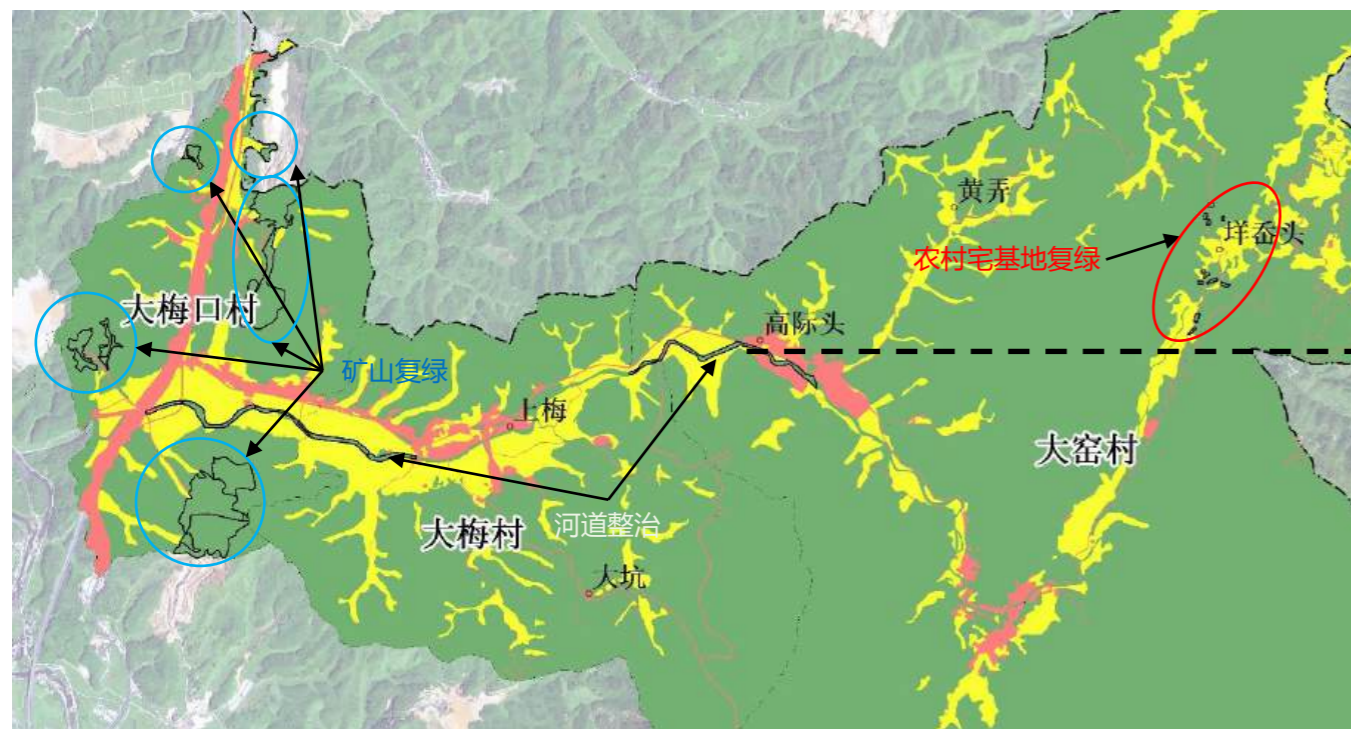 黄弄
垟岙头
农村宅基地复绿
大梅口村
高际头
矿山复绿
上梅
大窑村
大梅村
河道整治
大坑